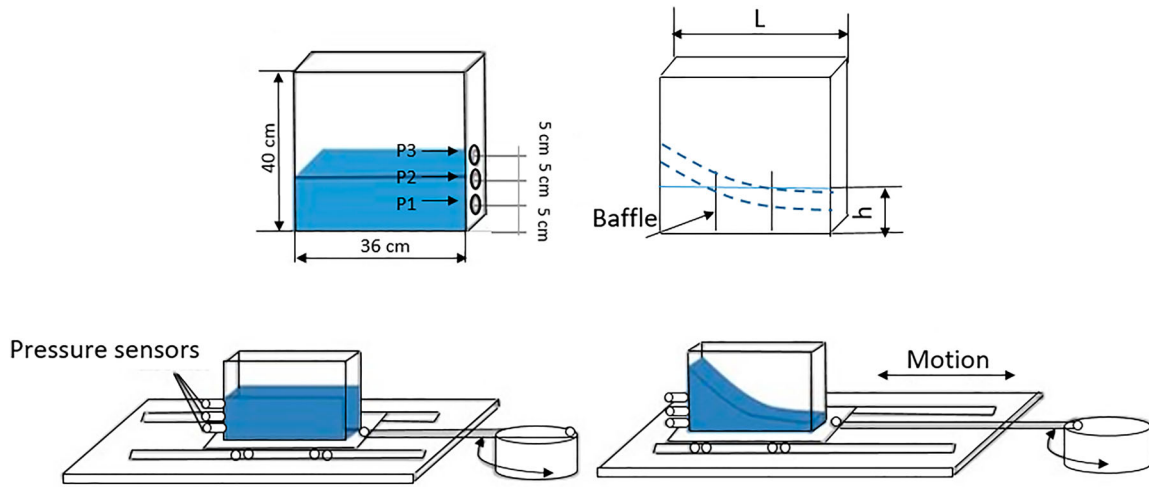 L
40 cm
P3
P2
P1
5 cm
5 cm
5 cm
36 cm
Baffle
h
Pressure sensors
Motion